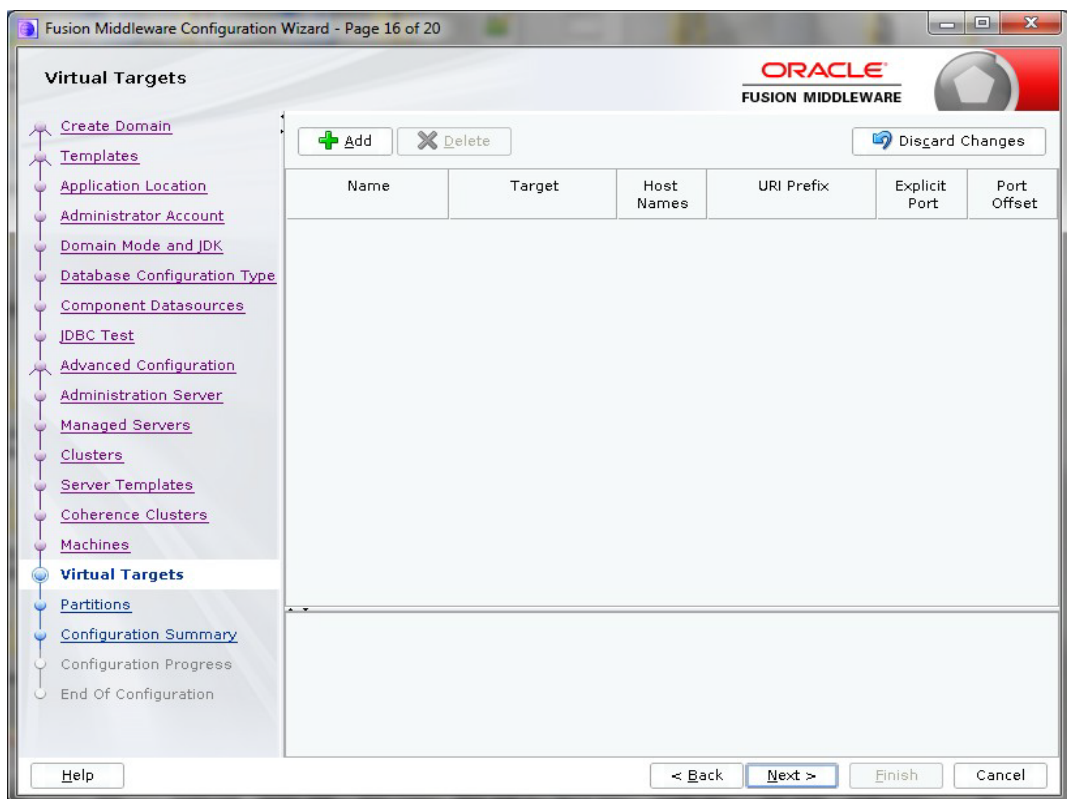 Fusion Middleware Configuration Wizard - Page 16 of 20
Virtual Targets
ORACLE
FUSION MIDDLEWARE
Create Domain
Templates
Application Location
Administrator Account
Domain Mode and JDK
Database Configuration Type
Component Datasources
JDBC Test
Advanced Configuration
Administration Server
Managed Servers
Clusters
Server Templates
Coherence Clusters
Machines
Virtual Targets
Partitions
Configuration Summary
Configuration Progress
End Of Configuration
Add
Delete
Discard Changes
Name
Target
Host
Names
URI Prefix
Explicit
Port
Port
Offset
Help
< Back
Next >
Finish
Cancel